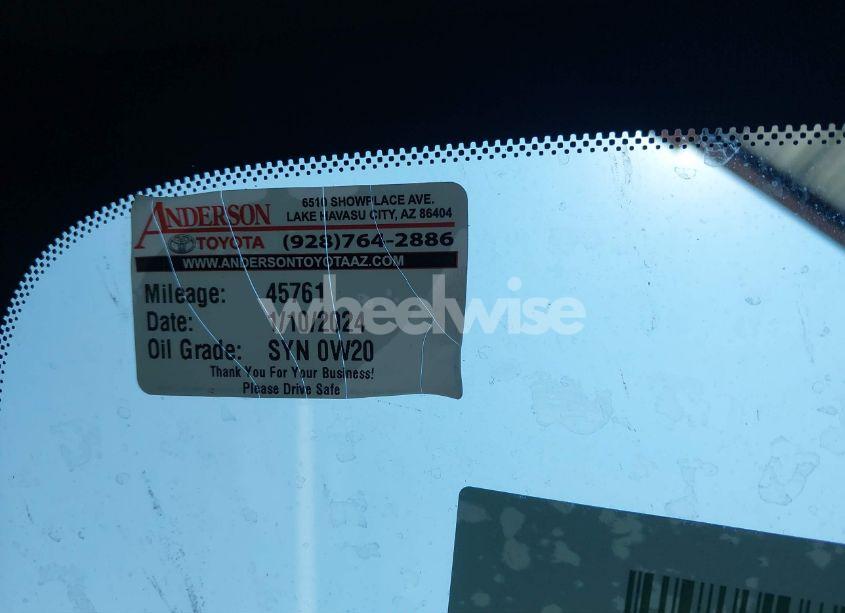 ANDERSON
TOYOTA
6510 SHOWPLACE AVE.
LAKE HAVASU CITY, AZ 86404
(928)764-2886
WWW.ANDERSONTOYOTAAZ.COM
Mileage: 45761
Date: 1/10/2024
Oil Grade: SYN 0W20
Thank You For Your Business!
Please Drive Safe
wheelwise